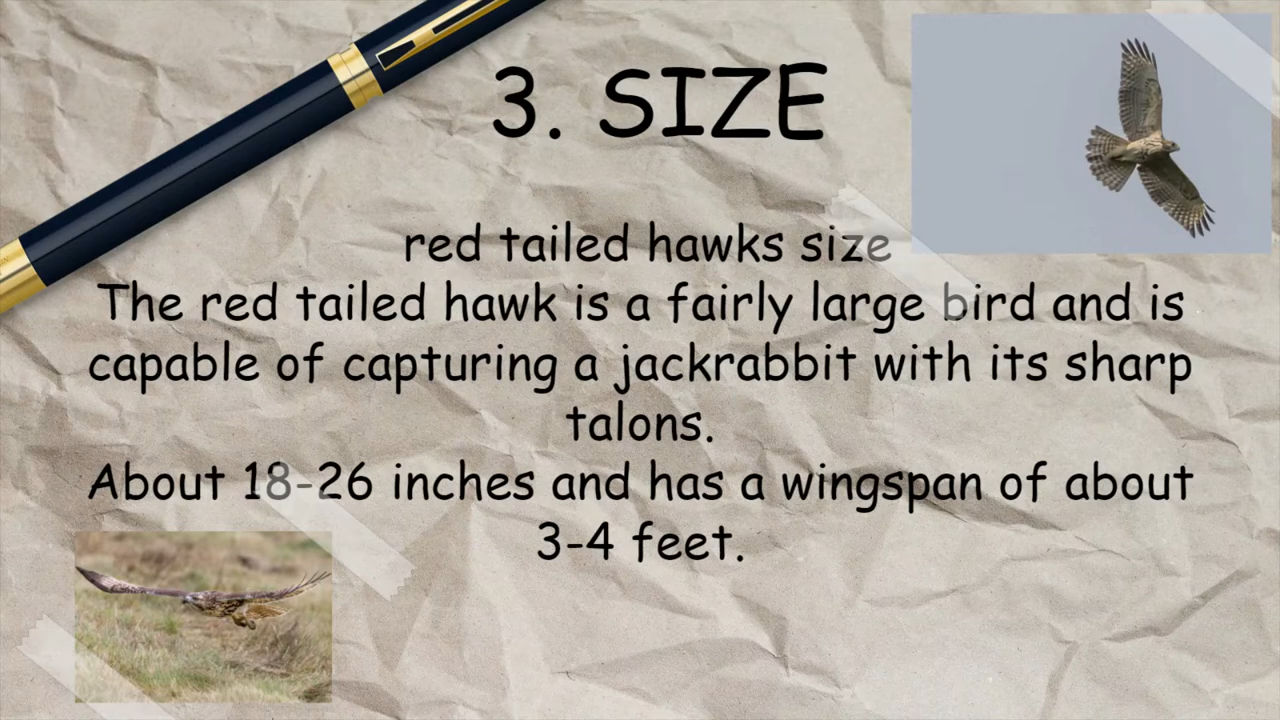 3. SIZE
red tailed hawks size
The red tailed hawk is a fairly large bird and is
capable of capturing a jackrabbit with its sharp
talons.
About 18-26 inches and has a wingspan of about
3-4 feet.